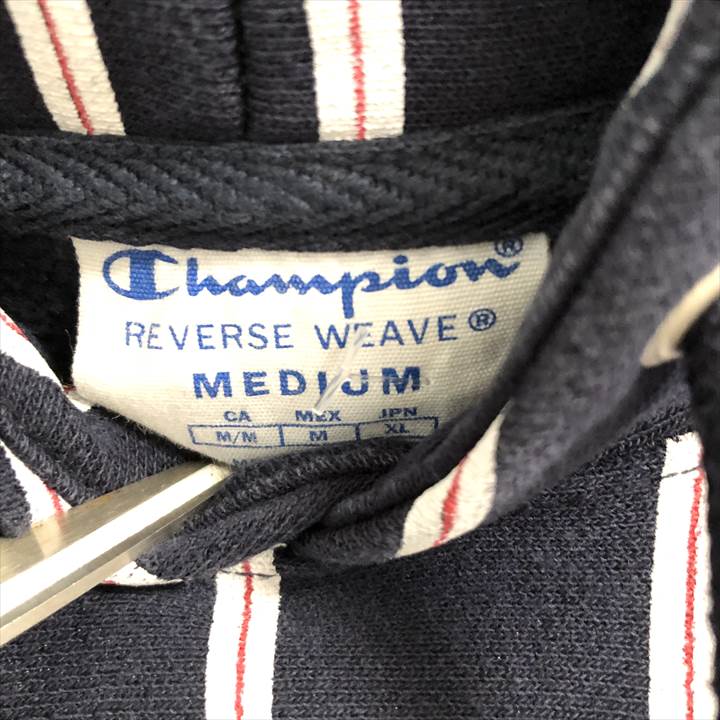 Champion®
REVERSE WEAVE®
MEDIUM
CA MEX JPN
M/M M XL